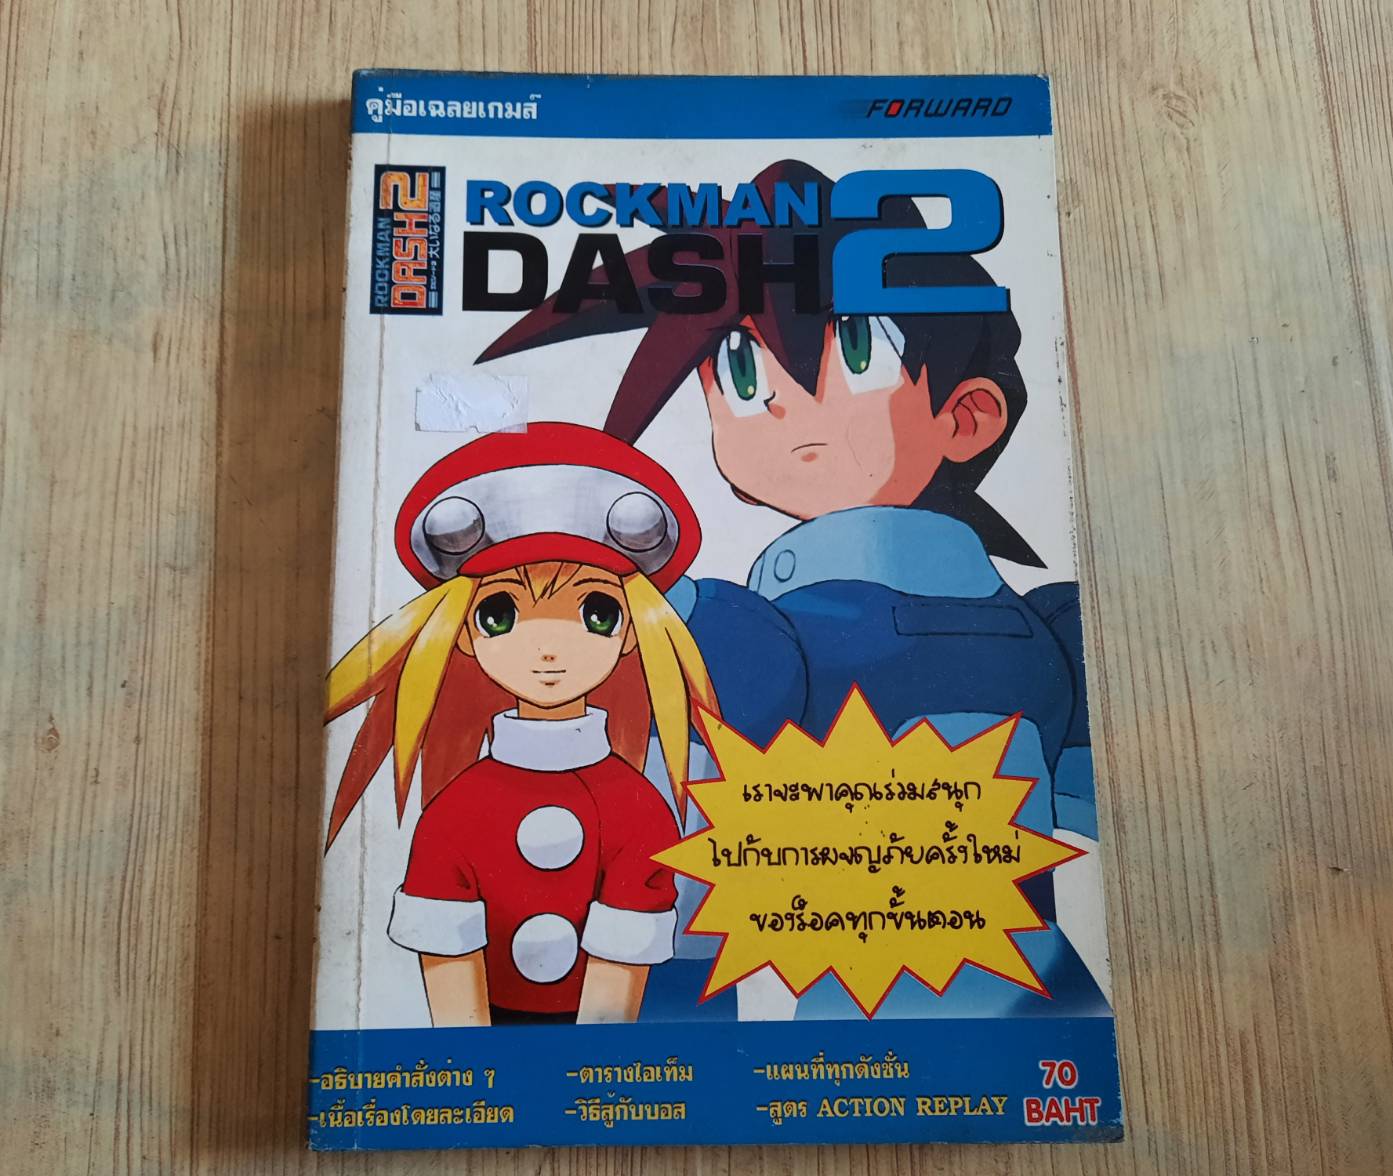 คู่มือเฉลยเกมส์
FORWARD
ROCKMAN
DASH 2
ROCKMAN
DASH 2
大いなる遺産
เราจะพาคุณร่วมสนุก
ไปกับการผจญภัยครั้งใหม่
ของร็อคทุกขั้นตอน
-อธิบายคำสั่งต่าง ๆ
-เนื้อเรื่องโดยละเอียด
-ตารางไอเท็ม
-วิธีสู้กับบอส
-แผนที่ทุกดังชั่น
-สูตร ACTION REPLAY
70
BAHT